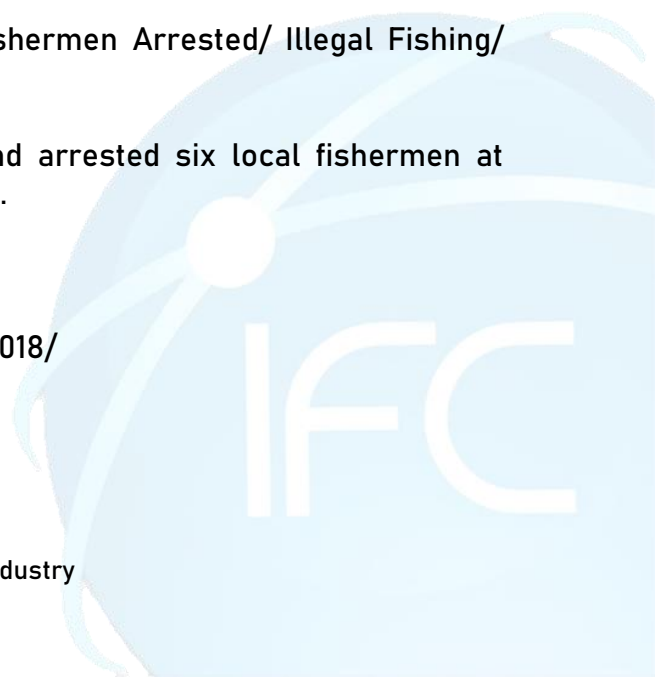 shermen Arrested/ Illegal Fishing/
nd arrested six local fishermen at
.
018/
dustry
IFC